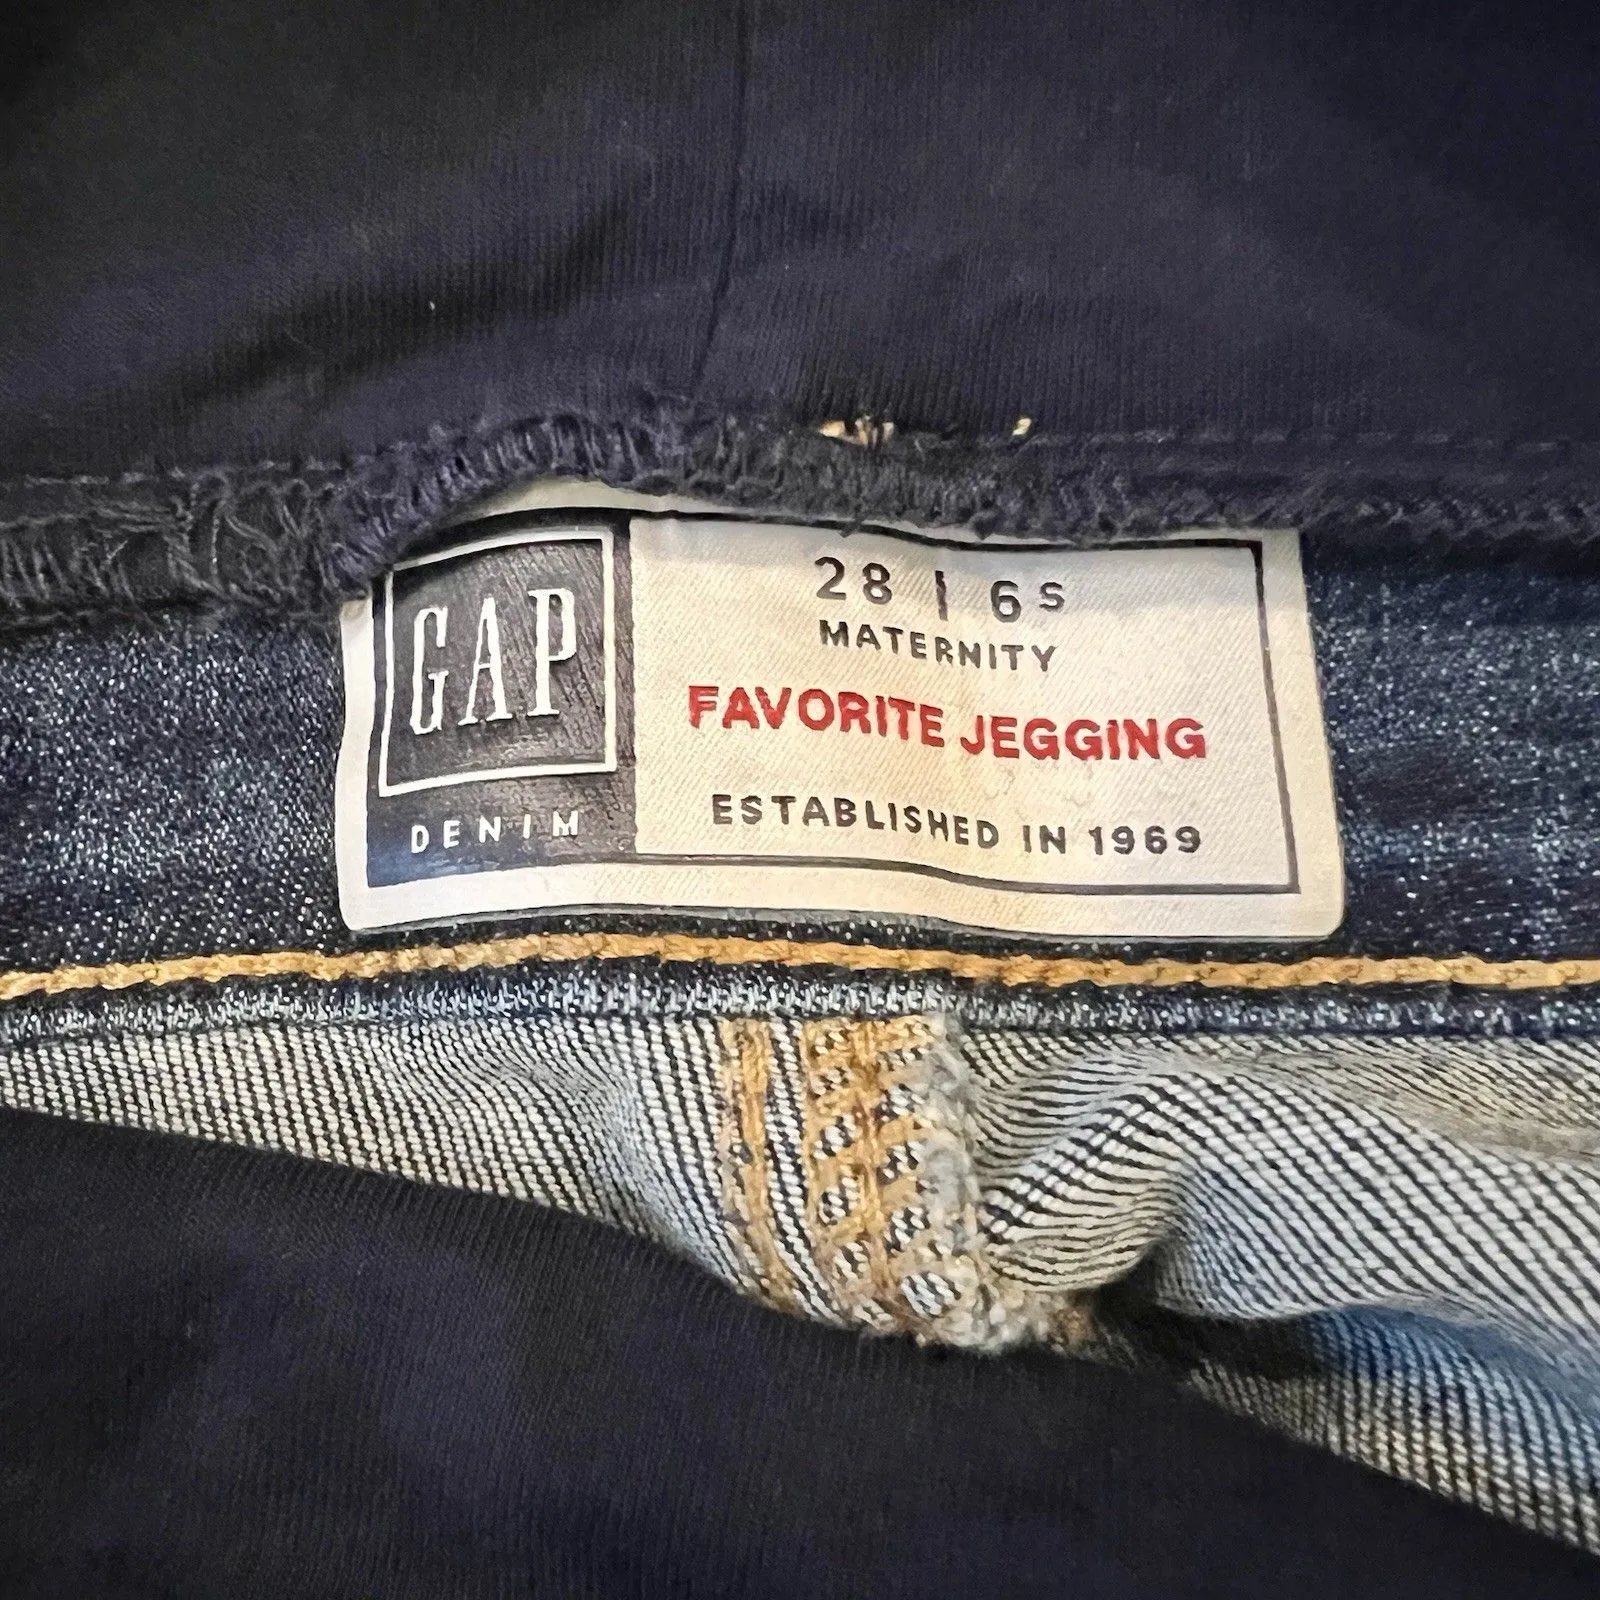 GAP
DENIM
28 | 6S
MATERNITY
FAVORITE JEGGING
ESTABLISHED IN 1969